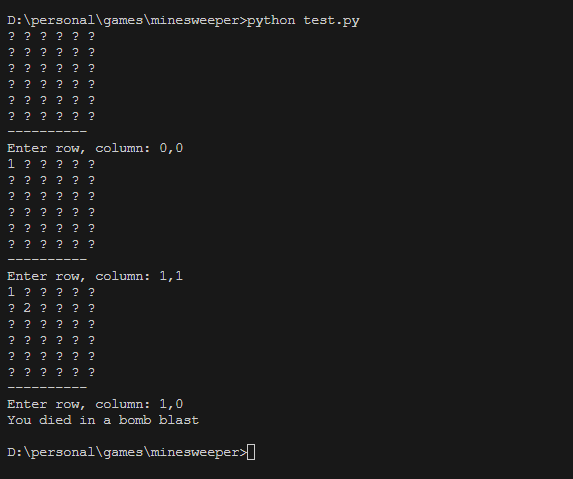 D:\personal\games\minesweeper>python test.py
? ? ? ? ? ?
? ? ? ? ? ?
? ? ? ? ? ?
? ? ? ? ? ?
? ? ? ? ? ?
? ? ? ? ? ?
----------
Enter row, column: 0,0
1 ? ? ? ? ?
? ? ? ? ? ?
? ? ? ? ? ?
? ? ? ? ? ?
? ? ? ? ? ?
? ? ? ? ? ?
----------
Enter row, column: 1,1
1 ? ? ? ? ?
? 2 ? ? ? ?
? ? ? ? ? ?
? ? ? ? ? ?
? ? ? ? ? ?
? ? ? ? ? ?
----------
Enter row, column: 1,0
You died in a bomb blast
D:\personal\games\minesweeper>